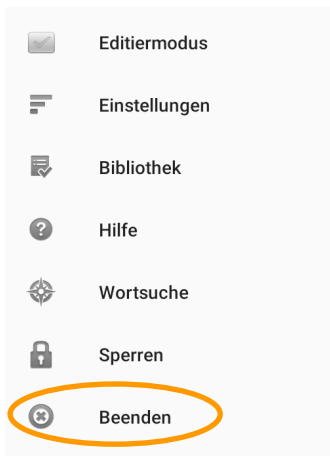 Editiermodus
Einstellungen
Bibliothek
Hilfe
Wortsuche
Sperren
Beenden